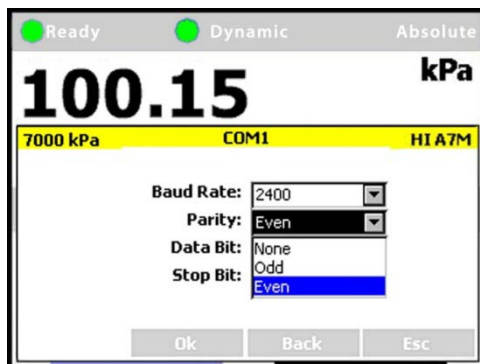 Ready Dynamic Absolute
100.15 kPa
7000 kPa COM1 HI A7M
Baud Rate: 2400
Parity: Even
Data Bit: None
Odd
Stop Bit: Even
Ok Back Esc